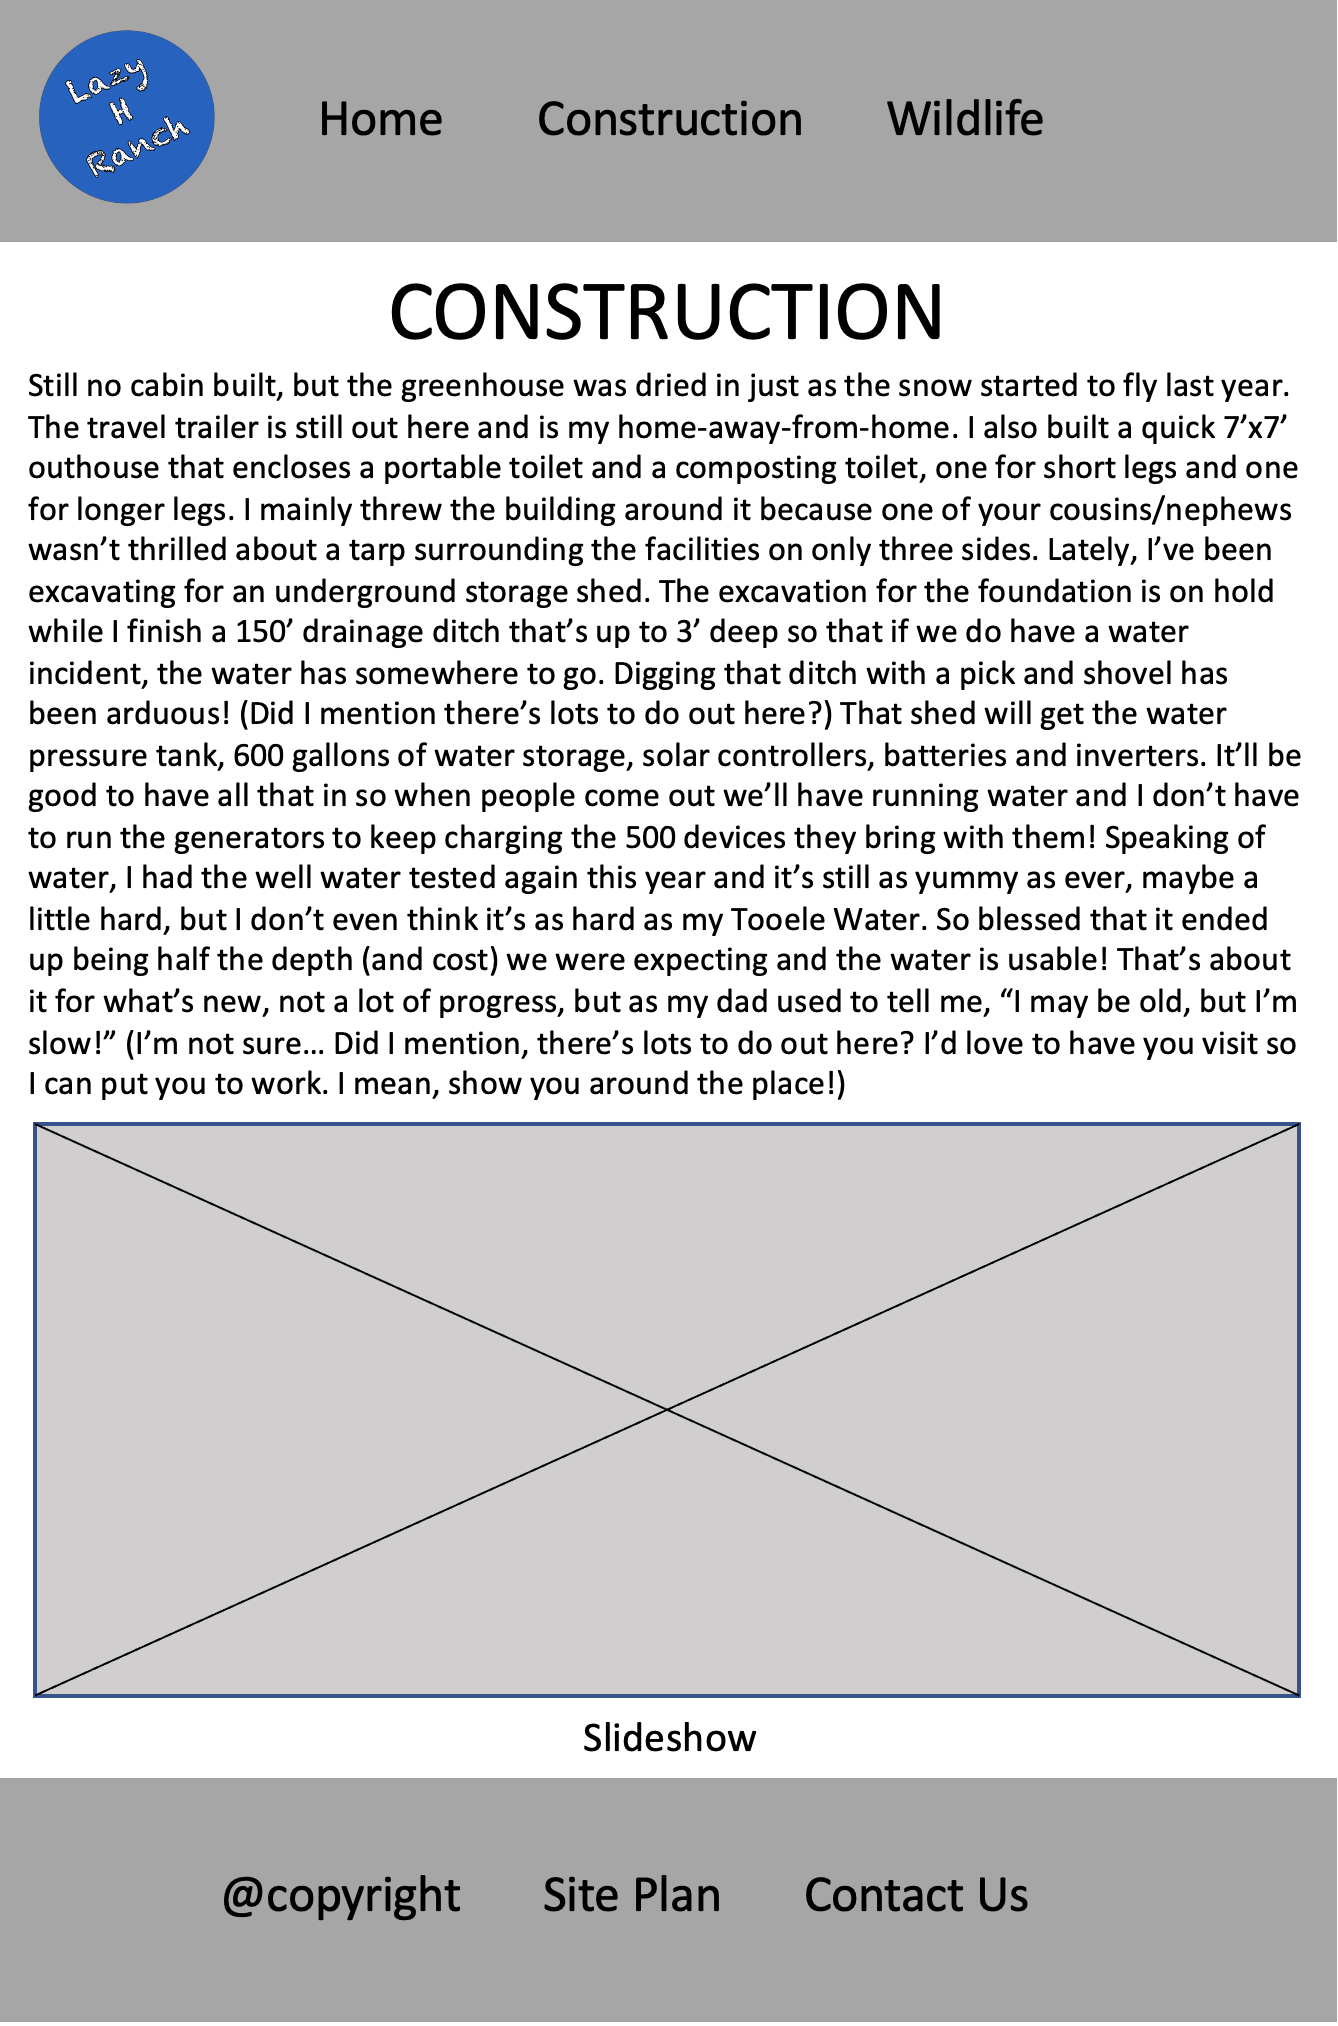 Lazy
H
Ranch
Home Construction Wildlife
CONSTRUCTION
Still no cabin built, but the greenhouse was dried in just as the snow started to fly last year.
The travel trailer is still out here and is my home-away-from-home. I also built a quick 7’x7’
outhouse that encloses a portable toilet and a composting toilet, one for short legs and one
for longer legs. I mainly threw the building around it because one of your cousins/nephews
wasn’t thrilled about a tarp surrounding the facilities on only three sides. Lately, I’ve been
excavating for an underground storage shed. The excavation for the foundation is on hold
while I finish a 150’ drainage ditch that’s up to 3’ deep so that if we do have a water
incident, the water has somewhere to go. Digging that ditch with a pick and shovel has
been arduous! (Did I mention there’s lots to do out here?) That shed will get the water
pressure tank, 600 gallons of water storage, solar controllers, batteries and inverters. It’ll be
good to have all that in so when people come out we’ll have running water and I don’t have
to run the generators to keep charging the 500 devices they bring with them! Speaking of
water, I had the well water tested again this year and it’s still as yummy as ever, maybe a
little hard, but I don’t even think it’s as hard as my Tooele Water. So blessed that it ended
up being half the depth (and cost) we were expecting and the water is usable! That’s about
it for what’s new, not a lot of progress, but as my dad used to tell me, “I may be old, but I’m
slow!” (I’m not sure… Did I mention, there’s lots to do out here? I’d love to have you visit so
I can put you to work. I mean, show you around the place!)
Slideshow
@copyright Site Plan Contact Us